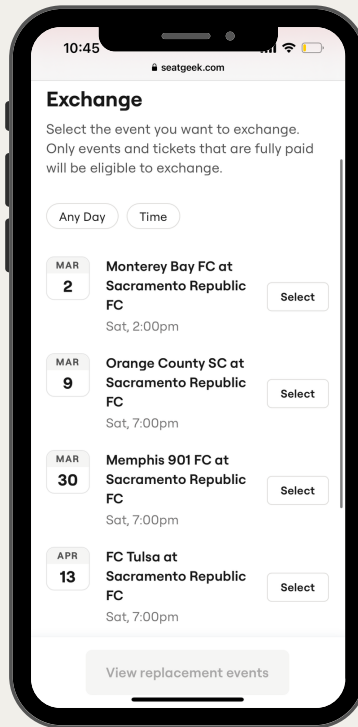 10:45
seatgeek.com
Exchange
Select the event you want to exchange.
Only events and tickets that are fully paid
will be eligible to exchange.
Any Day Time
MAR
2
Monterey Bay FC at
Sacramento Republic
FC
Sat, 2:00pm
Select
MAR
9
Orange County SC at
Sacramento Republic
FC
Sat, 7:00pm
Select
MAR
30
Memphis 901 FC at
Sacramento Republic
FC
Sat, 7:00pm
Select
APR
13
FC Tulsa at
Sacramento Republic
FC
Sat, 7:00pm
Select
View replacement events